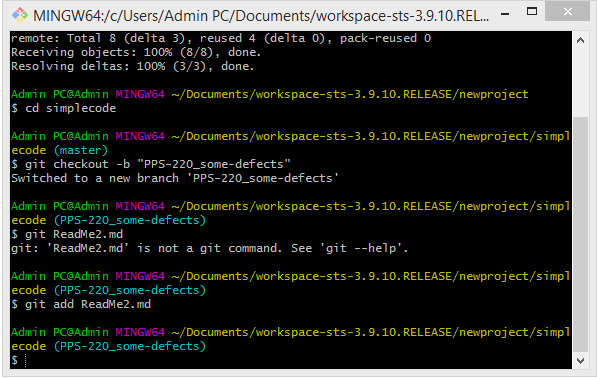 MINGW64:/c/Users/Admin PC/Documents/workspace-sts-3.9.10.REL...
remote: Total 8 (delta 3), reused 4 (delta 0), pack-reused 0
Receiving objects: 100% (8/8), done.
Resolving deltas: 100% (3/3), done.
Admin PC@Admin MINGW64 ~/Documents/workspace-sts-3.9.10.RELEASE/newproject
$ cd simplecode
Admin PC@Admin MINGW64 ~/Documents/workspace-sts-3.9.10.RELEASE/newproject/simpl
ecode (master)
$ git checkout -b "PPS-220_some-defects"
Switched to a new branch 'PPS-220_some-defects'
Admin PC@Admin MINGW64 ~/Documents/workspace-sts-3.9.10.RELEASE/newproject/simpl
ecode (PPS-220_some-defects)
$ git ReadMe2.md
git: 'ReadMe2.md' is not a git command. See 'git --help'.
Admin PC@Admin MINGW64 ~/Documents/workspace-sts-3.9.10.RELEASE/newproject/simpl
ecode (PPS-220_some-defects)
$ git add ReadMe2.md
Admin PC@Admin MINGW64 ~/Documents/workspace-sts-3.9.10.RELEASE/newproject/simpl
ecode (PPS-220_some-defects)
$